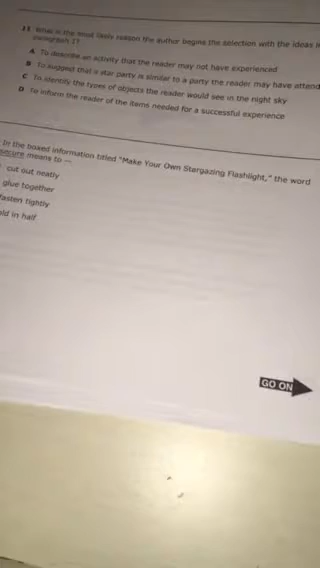 11 What is the most likely reason the author begins the selection with the ideas in
paragraph 1?
A To describe an activity that the reader may not have experienced
B To suggest that a star party is similar to a party the reader may have attend
C To identify the types of objects the reader would see in the night sky
D To inform the reader of the items needed for a successful experience
In the boxed information titled "Make Your Own Stargazing Flashlight," the word
secure means to —
cut out neatly
glue together
fasten tightly
old in half
GO ON